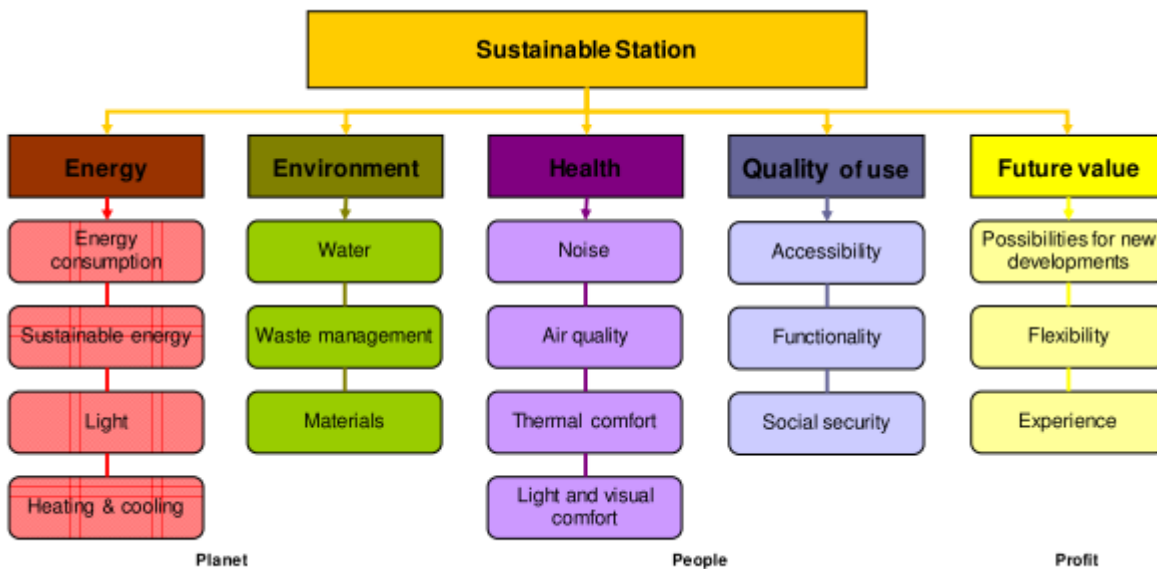 Sustainable Station
Energy
Environment
Health
Quality of use
Future value
Energy
consumption
Sustainable energy
Light
Heating & cooling
Water
Waste management
Materials
Noise
Air quality
Thermal comfort
Light and visual
comfort
Accessibility
Functionality
Social security
Possibilities for new
developments
Flexibility
Experience
Planet
People
Profit